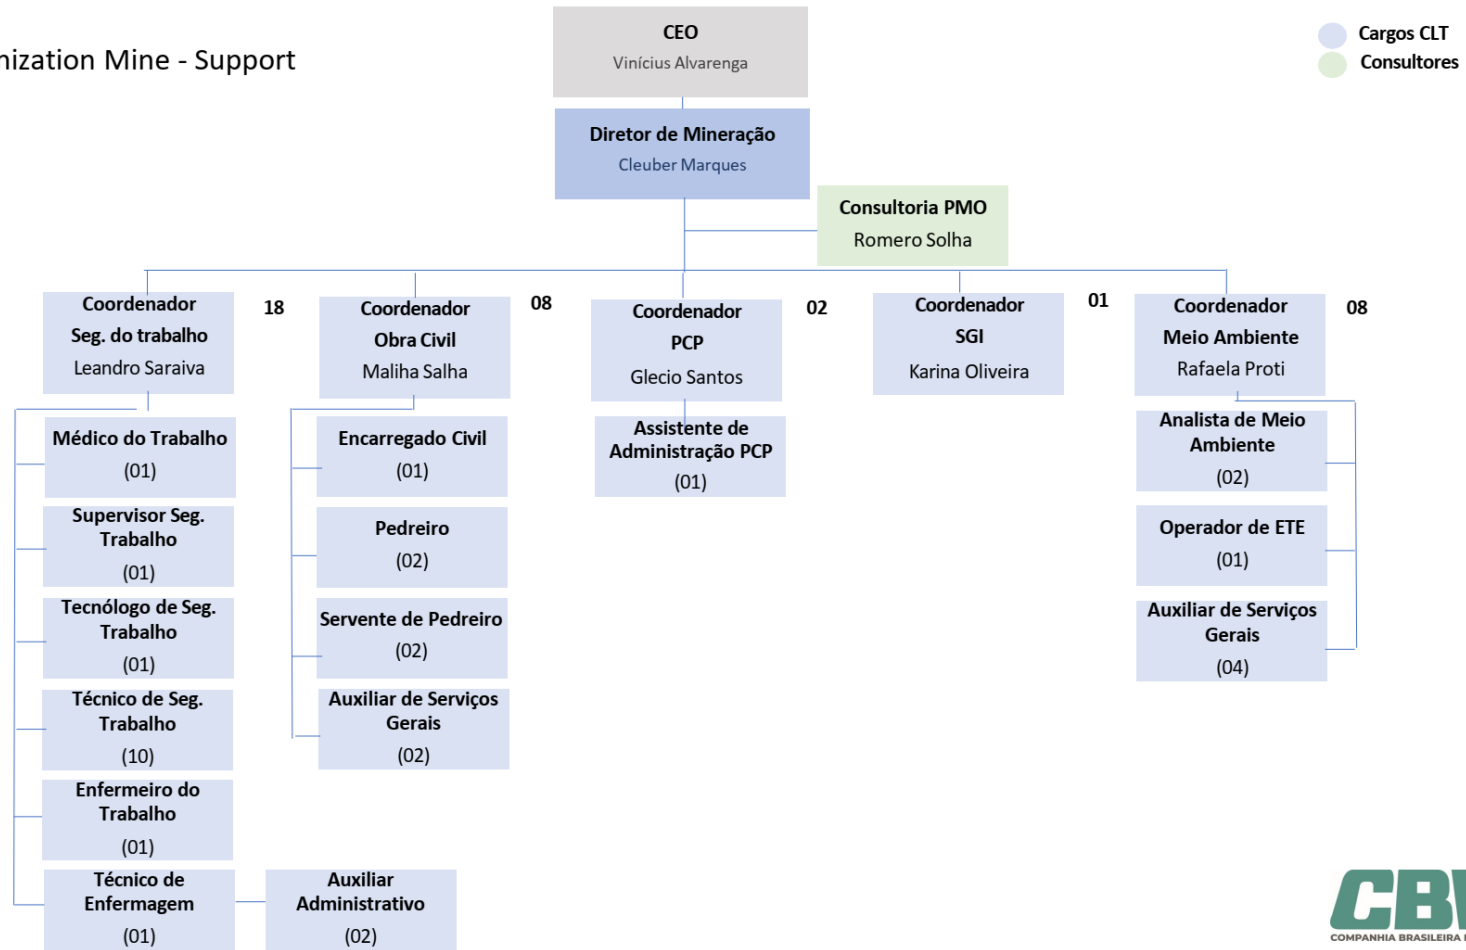 nization Mine - Support
CEO
Vinícius Alvarenga
Cargos CLT
Consultores
Diretor de Mineração
Cleuber Marques
Consultoria PMO
Romero Solha
Coordenador
Seg. do trabalho
Leandro Saraiva
18
Coordenador
Obra Civil
Maliha Salha
08
Coordenador
PCP
Glecio Santos
02
Coordenador
SGI
Karina Oliveira
01
Coordenador
Meio Ambiente
Rafaela Proti
08
Médico do Trabalho
(01)
Supervisor Seg.
Trabalho
(01)
Tecnólogo de Seg.
Trabalho
(01)
Técnico de Seg.
Trabalho
(10)
Enfermeiro do
Trabalho
(01)
Técnico de
Enfermagem
(01)
Auxiliar
Administrativo
(02)
Encarregado Civil
(01)
Pedreiro
(02)
Servente de Pedreiro
(02)
Auxiliar de Serviços
Gerais
(02)
Assistente de
Administração PCP
(01)
Analista de Meio
Ambiente
(02)
Operador de ETE
(01)
Auxiliar de Serviços
Gerais
(04)
CB
COMPANHIA BRASILEIRA